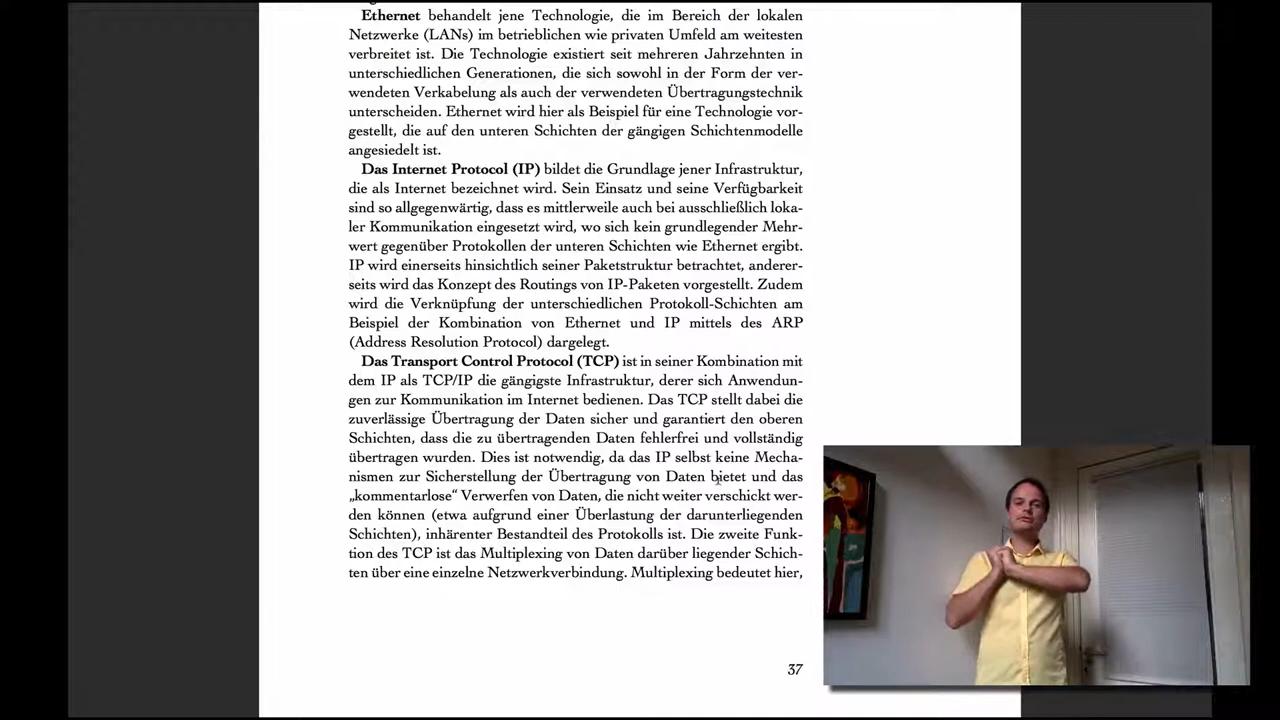 Ethernet behandelt jene Technologie, die im Bereich der lokalen
Netzwerke (LANs) im betrieblichen wie privaten Umfeld am weitesten
verbreitet ist. Die Technologie existiert seit mehreren Jahrzehnten in
unterschiedlichen Generationen, die sich sowohl in der Form der ver-
wendeten Verkabelung als auch der verwendeten Übertragungstechnik
unterscheiden. Ethernet wird hier als Beispiel für eine Technologie vor-
gestellt, die auf den unteren Schichten der gängigen Schichtenmodelle
angesiedelt ist.
Das Internet Protocol (IP) bildet die Grundlage jener Infrastruktur,
die als Internet bezeichnet wird. Sein Einsatz und seine Verfügbarkeit
sind so allgegenwärtig, dass es mittlerweile auch bei ausschließlich loka-
ler Kommunikation eingesetzt wird, wo sich kein grundlegender Mehr-
wert gegenüber Protokollen der unteren Schichten wie Ethernet ergibt.
IP wird einerseits hinsichtlich seiner Paketstruktur betrachtet, anderer-
seits wird das Konzept des Routings von IP-Paketen vorgestellt. Zudem
wird die Verknüpfung der unterschiedlichen Protokoll-Schichten am
Beispiel der Kombination von Ethernet und IP mittels des ARP
(Address Resolution Protocol) dargelegt.
Das Transport Control Protocol (TCP) ist in seiner Kombination mit
dem IP als TCP/IP die gängigste Infrastruktur, derer sich Anwendun-
gen zur Kommunikation im Internet bedienen. Das TCP stellt dabei die
zuverlässige Übertragung der Daten sicher und garantiert den oberen
Schichten, dass die zu übertragenden Daten fehlerfrei und vollständig
übertragen wurden. Dies ist notwendig, da das IP selbst keine Mecha-
nismen zur Sicherstellung der Übertragung von Daten bietet und das
„kommentarlose“ Verwerfen von Daten, die nicht weiter verschickt wer-
den können (etwa aufgrund einer Überlastung der darunterliegenden
Schichten), inhärenter Bestandteil des Protokolls ist. Die zweite Funk-
tion des TCP ist das Multiplexing von Daten darüber liegender Schich-
ten über eine einzelne Netzwerkverbindung. Multiplexing bedeutet hier,
37